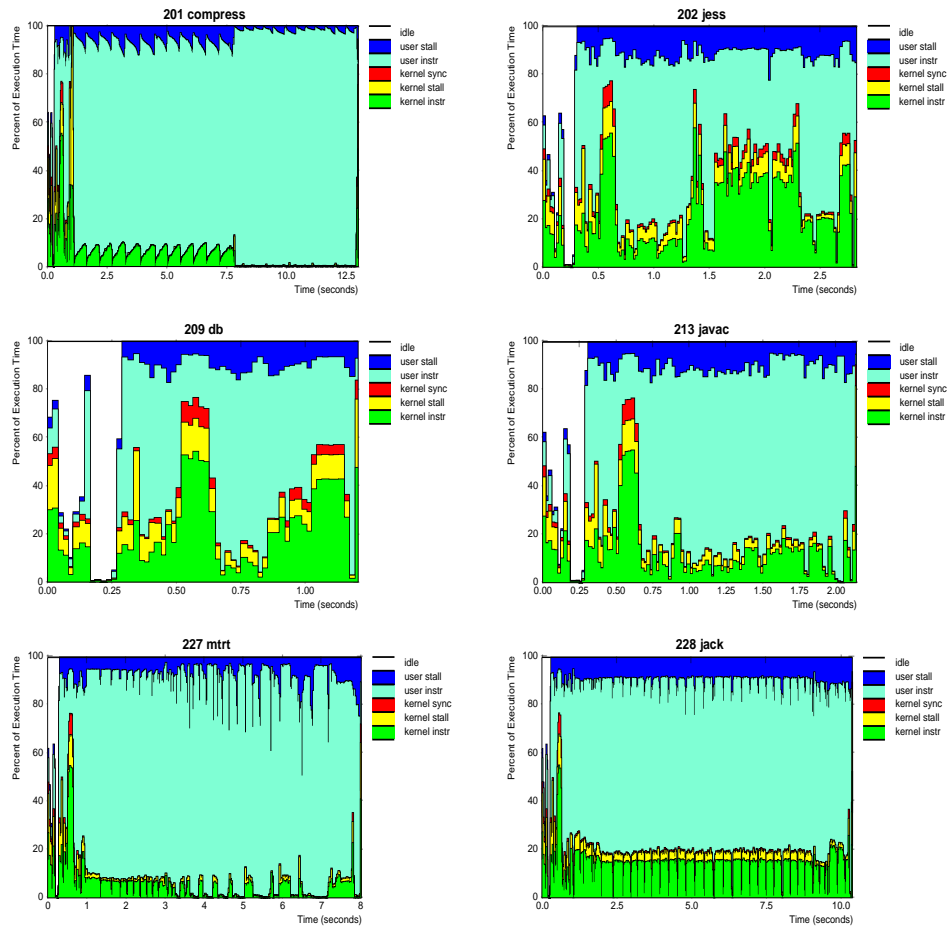 201 compress
Percent of Execution Time
100
80
60
40
20
0
0.0 2.5 5.0 7.5 10.0 12.5
Time (seconds)
idle
user stall
user instr
kernel sync
kernel stall
kernel instr
202 jess
Percent of Execution Time
100
80
60
40
20
0
0.0 0.5 1.0 1.5 2.0 2.5
Time (seconds)
idle
user stall
user instr
kernel sync
kernel stall
kernel instr
209 db
Percent of Execution Time
100
80
60
40
20
0
0.00 0.25 0.50 0.75 1.00
Time (seconds)
idle
user stall
user instr
kernel sync
kernel stall
kernel instr
213 javac
Percent of Execution Time
100
80
60
40
20
0
0.00 0.25 0.50 0.75 1.00 1.25 1.50 1.75 2.00
Time (seconds)
idle
user stall
user instr
kernel sync
kernel stall
kernel instr
227 mtrt
Percent of Execution Time
100
80
60
40
20
0
0 1 2 3 4 5 6 7 8
Time (seconds)
idle
user stall
user instr
kernel sync
kernel stall
kernel instr
228 jack
Percent of Execution Time
100
80
60
40
20
0
0.0 2.5 5.0 7.5 10.0
Time (seconds)
idle
user stall
user instr
kernel sync
kernel stall
kernel instr